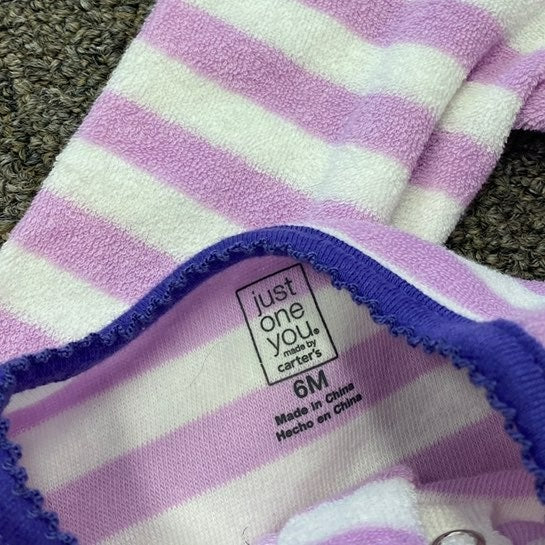 just
one
you.
made by
carter's
6M
Made in China
Hecho en China